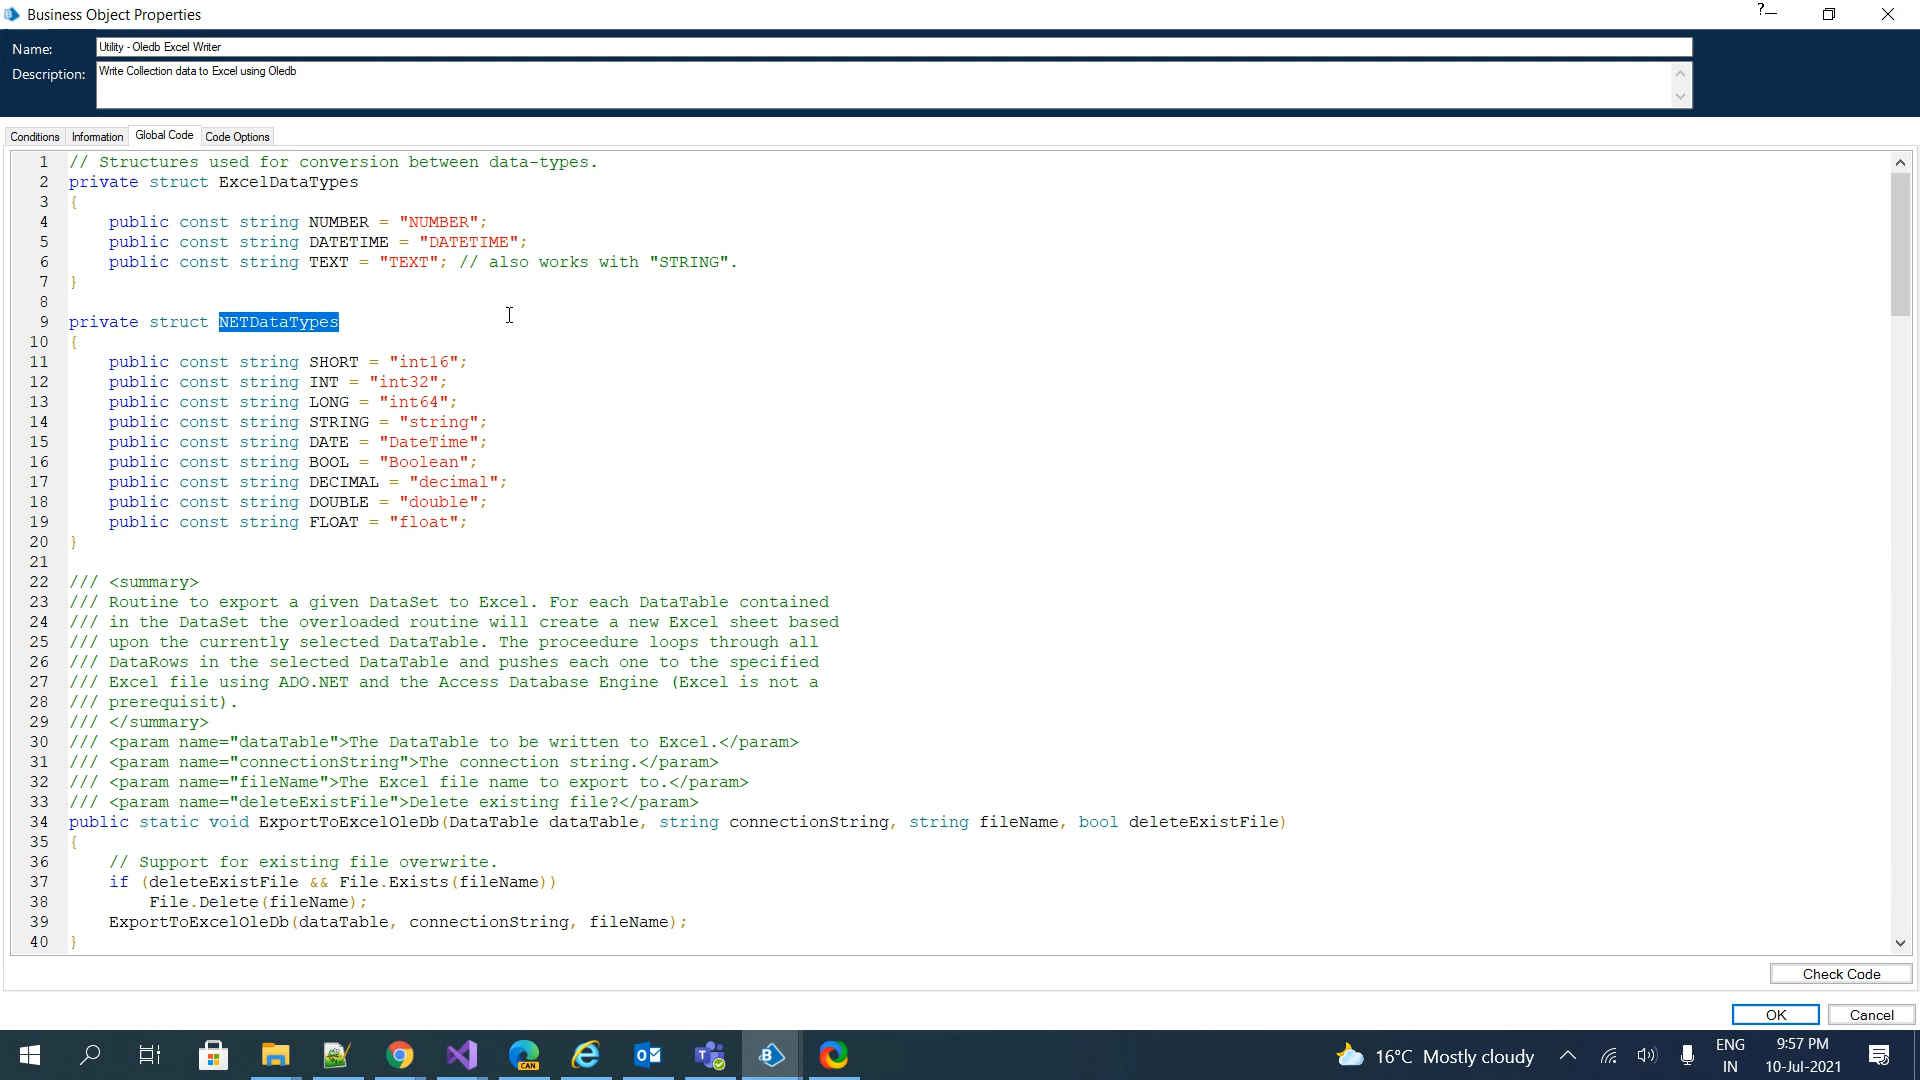 Business Object Properties
?
Name: Utility - Oledb Excel Writer
Description: Write Collection data to Excel using Oledb
Conditions Information Global Code Code Options
1 // Structures used for conversion between data-types.
2 private struct ExcelDataTypes
3 {
4 public const string NUMBER = "NUMBER";
5 public const string DATETIME = "DATETIME";
6 public const string TEXT = "TEXT"; // also works with "STRING".
7 }
8
9 private struct NETDataTypes
10 {
11 public const string SHORT = "int16";
12 public const string INT = "int32";
13 public const string LONG = "int64";
14 public const string STRING = "string";
15 public const string DATE = "DateTime";
16 public const string BOOL = "Boolean";
17 public const string DECIMAL = "decimal";
18 public const string DOUBLE = "double";
19 public const string FLOAT = "float";
20 }
21
22 /// <summary>
23 /// Routine to export a given DataSet to Excel. For each DataTable contained
24 /// in the DataSet the overloaded routine will create a new Excel sheet based
25 /// upon the currently selected DataTable. The proceedure loops through all
26 /// DataRows in the selected DataTable and pushes each one to the specified
27 /// Excel file using ADO.NET and the Access Database Engine (Excel is not a
28 /// prerequisit).
29 /// </summary>
30 /// <param name="dataTable">The DataTable to be written to Excel.</param>
31 /// <param name="connectionString">The connection string.</param>
32 /// <param name="fileName">The Excel file name to export to.</param>
33 /// <param name="deleteExistFile">Delete existing file?</param>
34 public static void ExportToExcelOleDb(DataTable dataTable, string connectionString, string fileName, bool deleteExistFile)
35 {
36 // Support for existing file overwrite.
37 if (deleteExistFile && File.Exists(fileName))
38 File.Delete(fileName);
39 ExportToExcelOleDb(dataTable, connectionString, fileName);
40 }
Check Code
OK Cancel
CAN
16°C Mostly cloudy
ENG
IN
9:57 PM
10-Jul-2021